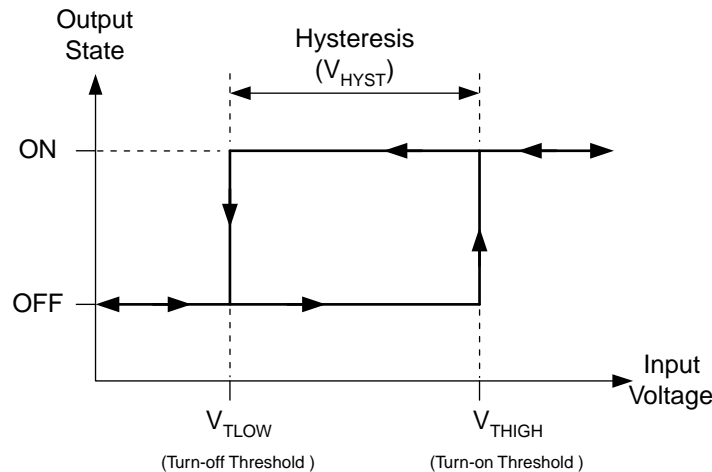 Output
State
Hysteresis
(VHYST)
ON
OFF
Input
Voltage
VTLOW
VTHIGH
(Turn-off Threshold )
(Turn-on Threshold )